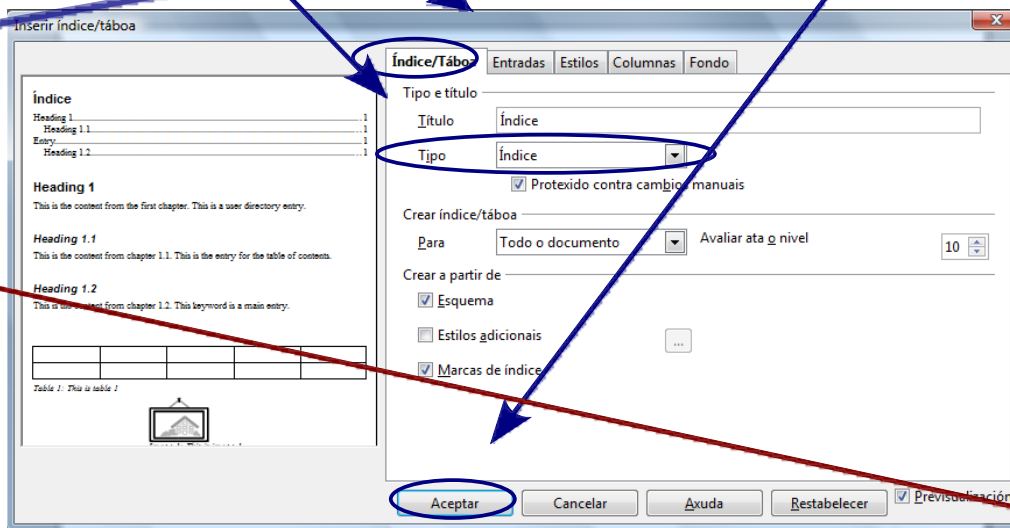 Inserir índice/táboa
Índice
Heading 1 1
Heading 1.1 1
Entry 1
Heading 1.2 1
Heading 1
This is the content from the first chapter. This is a user directory entry.
Heading 1.1
This is the content from chapter 1.1. This is the entry for the table of contents.
Heading 1.2
This is the content from chapter 1.2. This keyword is a main entry.
Table 1: This is table 1
Índice/Táboa Entradas Estilos Columnas Fondo
Tipo e título
Título Índice
Tipo Índice
Protexido contra cambios manuais
Crear índice/táboa
Para Todo o documento Avaliar ata o nivel 10
Crear a partir de
Esquema
Estilos adicionais ...
Marcas de índice
Aceptar Cancelar Axuda Restabelecer Previsualización